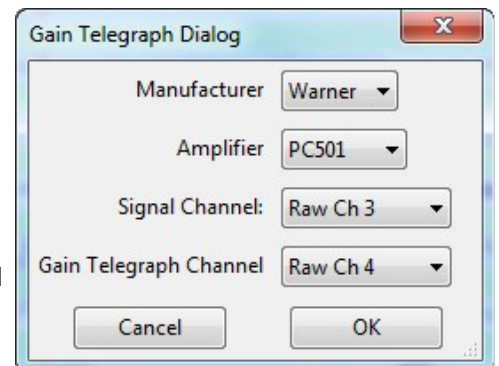 Gain Telegraph Dialog
Manufacturer Warner
Amplifier PC501
Signal Channel: Raw Ch 3
Gain Telegraph Channel Raw Ch 4
Cancel OK